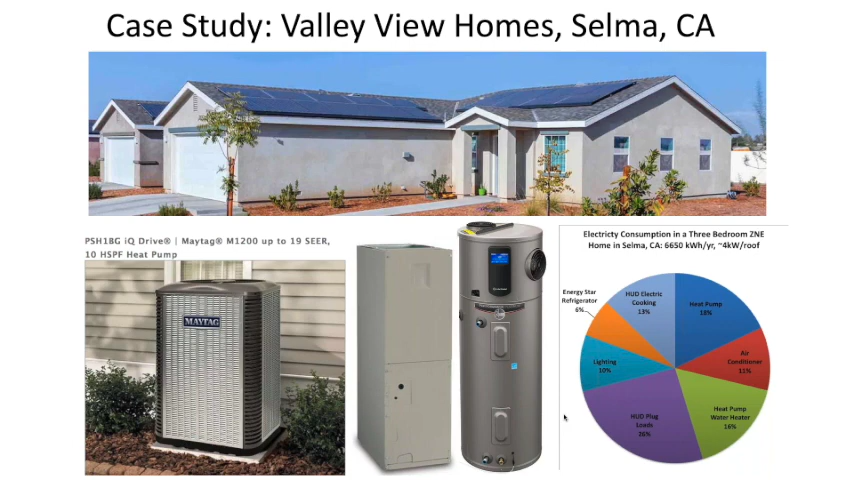 Case Study: Valley View Homes, Selma, CA
PSH18G iQ Drive® | Maytag® M1200 up to 19 SEER,
10 HSPF Heat Pump
MAYTAG
Electricty Consumption in a Three Bedroom ZNE
Home in Selma, CA: 6650 kWh/yr, ~4kW/roof
Energy Star
Refrigerator
6%
HUD Electric
Cooking
13%
Heat Pump
18%
Lighting
10%
Air
Conditioner
11%
HUD Plug
Loads
26%
Heat Pump
Water Heater
16%